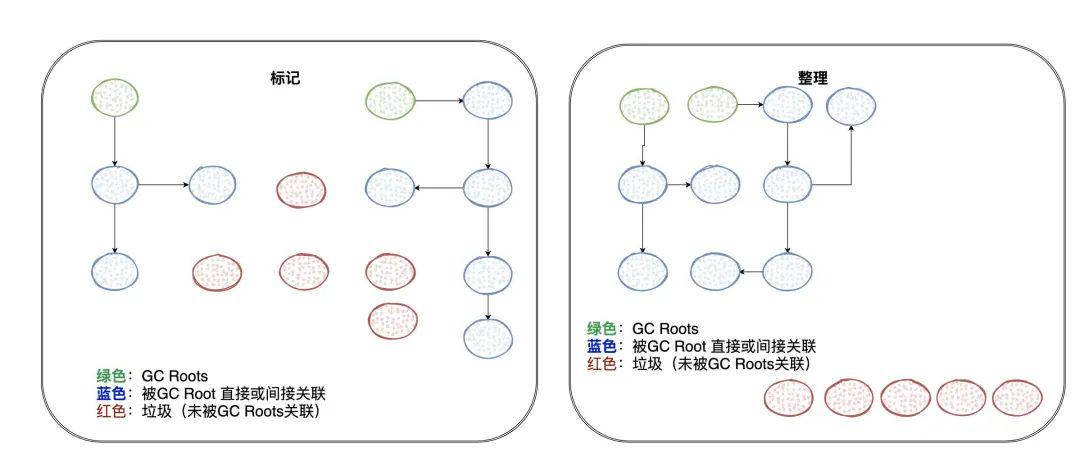 标记
绿色：GC Roots
蓝色：被GC Root 直接或间接关联
红色：垃圾（未被GC Roots关联）
整理
绿色：GC Roots
蓝色：被GC Root 直接或间接关联
红色：垃圾（未被GC Roots关联）